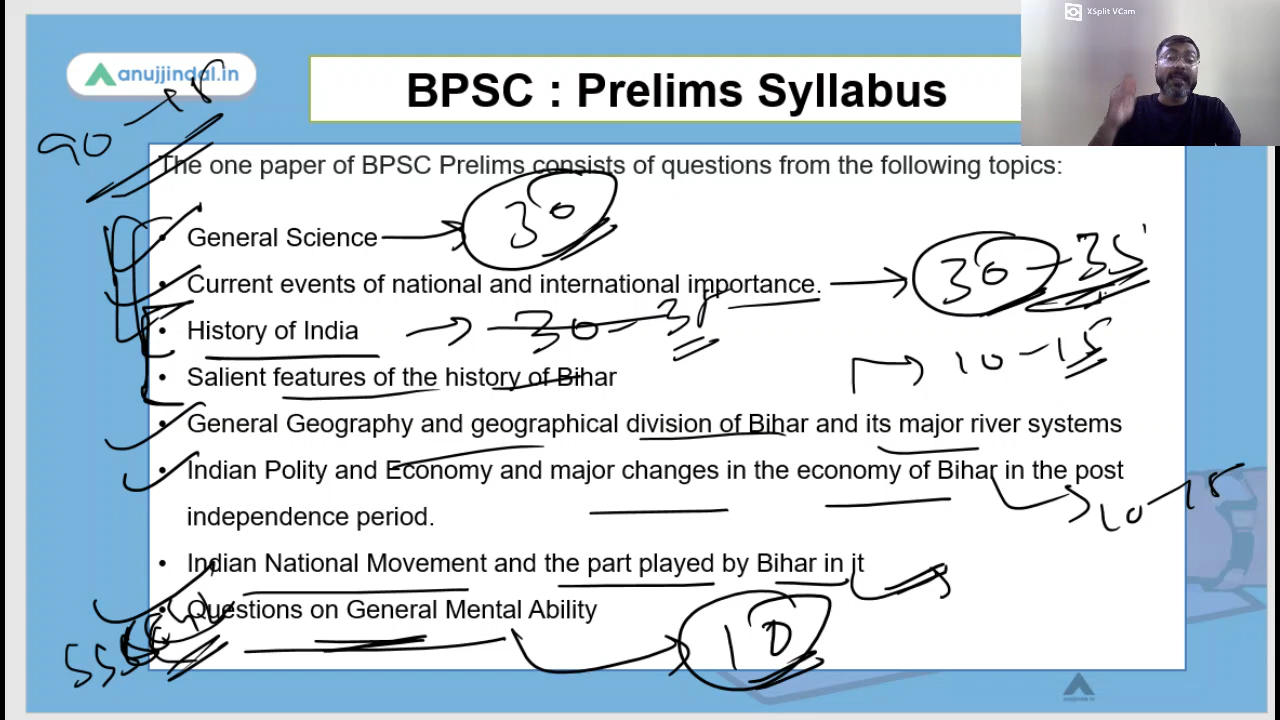 XSplit VCam
anujjindal.in
BPSC : Prelims Syllabus
90 -
The one paper of BPSC Prelims consists of questions from the following topics:
• General Science → 30
• Current events of national and international importance. → 30 - 35
• History of India → 30 - 35
• Salient features of the history of Bihar
→ 10 - 15
• General Geography and geographical division of Bihar and its major river systems
• Indian Polity and Economy and major changes in the economy of Bihar in the post
independence period.
→ 10 - 15
• Indian National Movement and the part played by Bihar in it
• Questions on General Mental Ability → 10
55
anujjindal.in